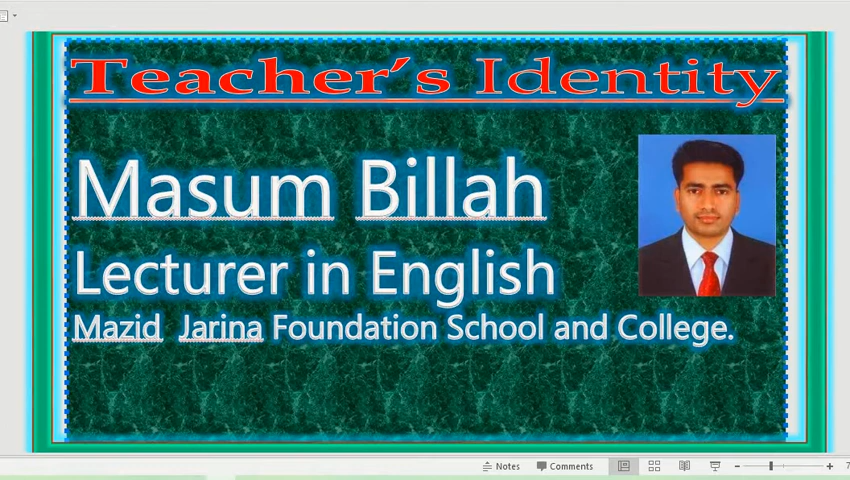 Teacher's Identity
Masum Billah
Lecturer in English
Mazid Jarina Foundation School and College.
Notes Comments